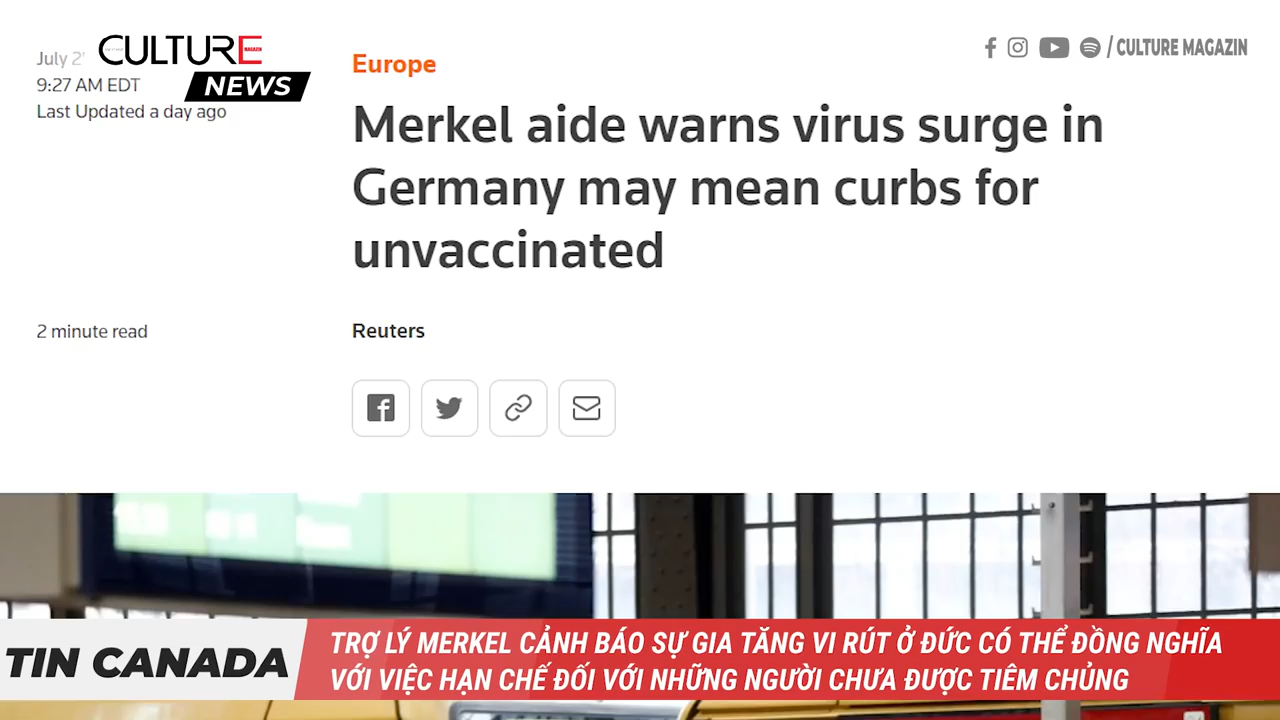 July 2
9:27 AM EDT
Last Updated a day ago
CULTURE
MAGAZIN
NEWS
/ CULTURE MAGAZIN
Europe
Merkel aide warns virus surge in
Germany may mean curbs for
unvaccinated
2 minute read
Reuters
TIN CANADA
TRỢ LÝ MERKEL CẢNH BÁO SỰ GIA TĂNG VI RÚT Ở ĐỨC CÓ THỂ ĐỒNG NGHĨA
VỚI VIỆC HẠN CHẾ ĐỐI VỚI NHỮNG NGƯỜI CHƯA ĐƯỢC TIÊM CHỦNG